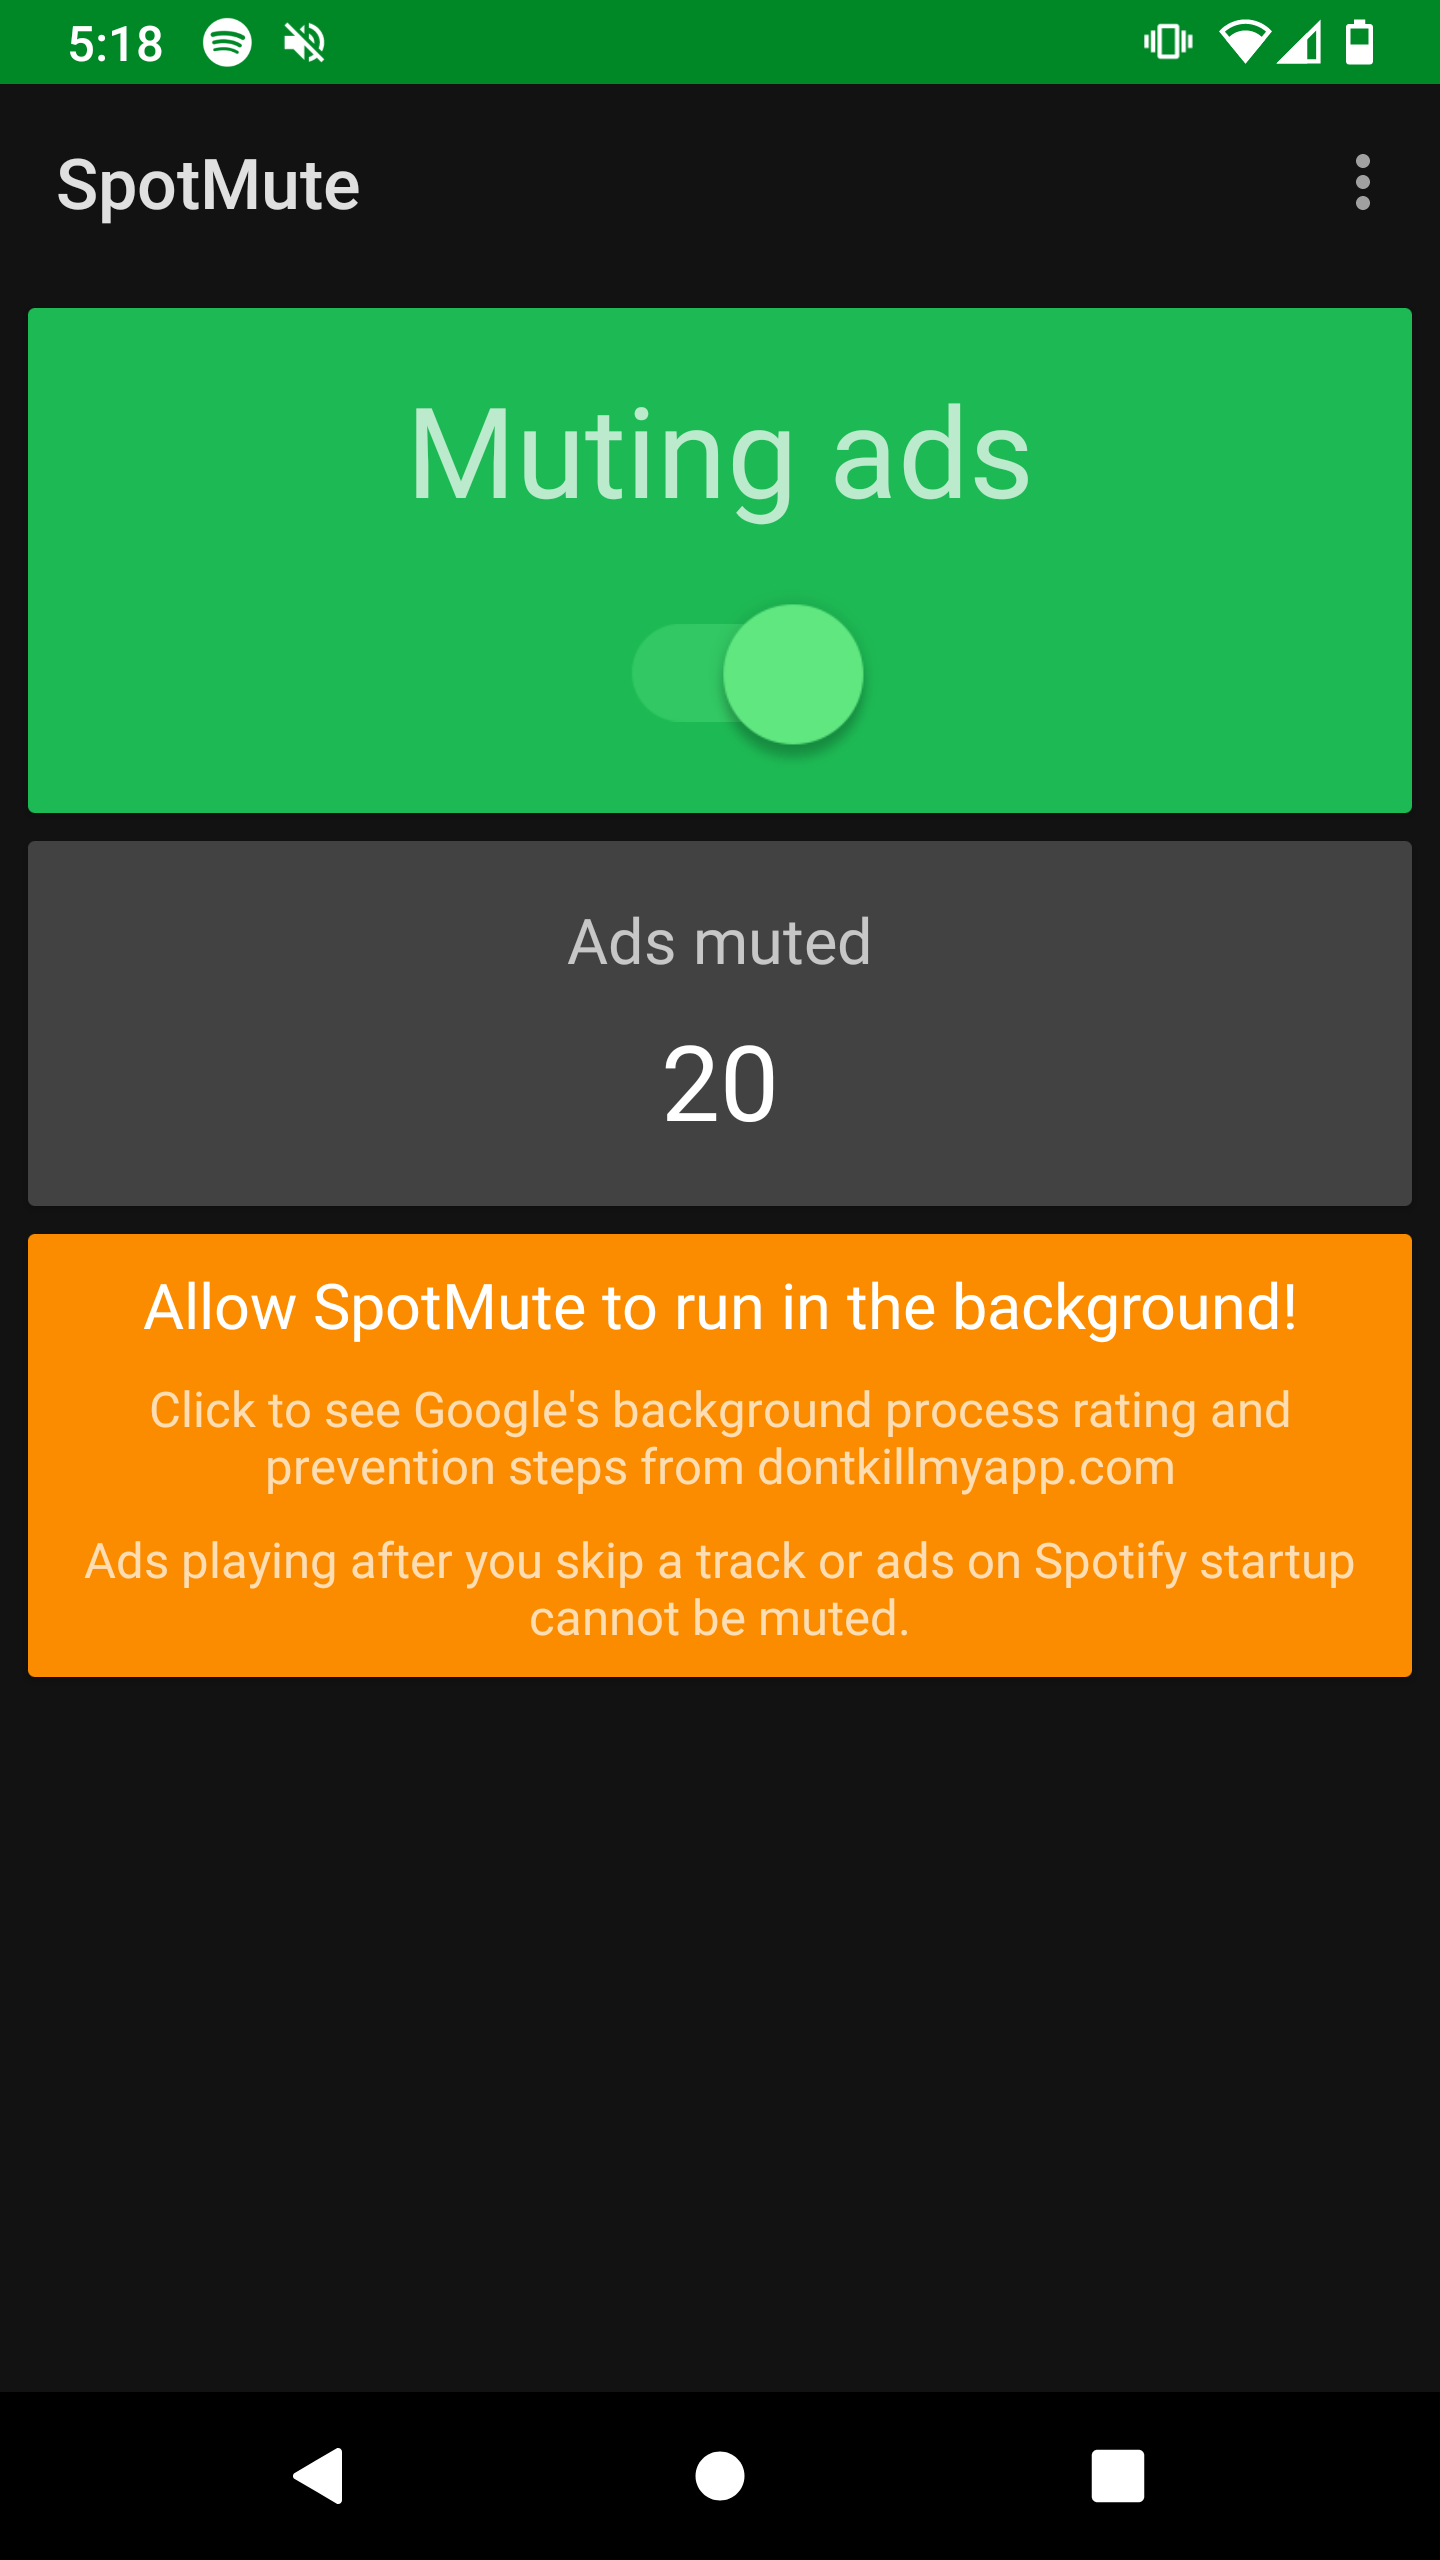 5:18
SpotMute
Muting ads
Ads muted
20
Allow SpotMute to run in the background!
Click to see Google's background process rating and
prevention steps from dontkillmyapp.com
Ads playing after you skip a track or ads on Spotify startup
cannot be muted.